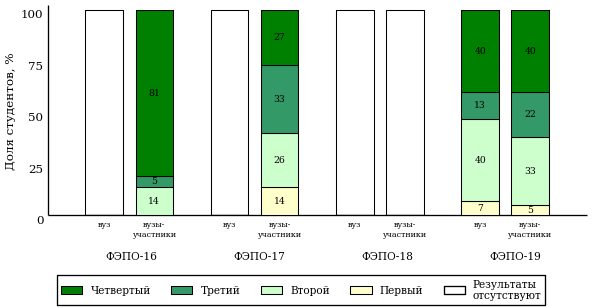 Доля студентов, %
100
75
50
25
0
81
5
14
27
33
26
14
40
13
40
7
40
22
33
5
вуз
вузы-
участники
вуз
вузы-
участники
вуз
вузы-
участники
вуз
вузы-
участники
ФЭПО-16
ФЭПО-17
ФЭПО-18
ФЭПО-19
Четвертый
Третий
Второй
Первый
Результаты
отсутствуют